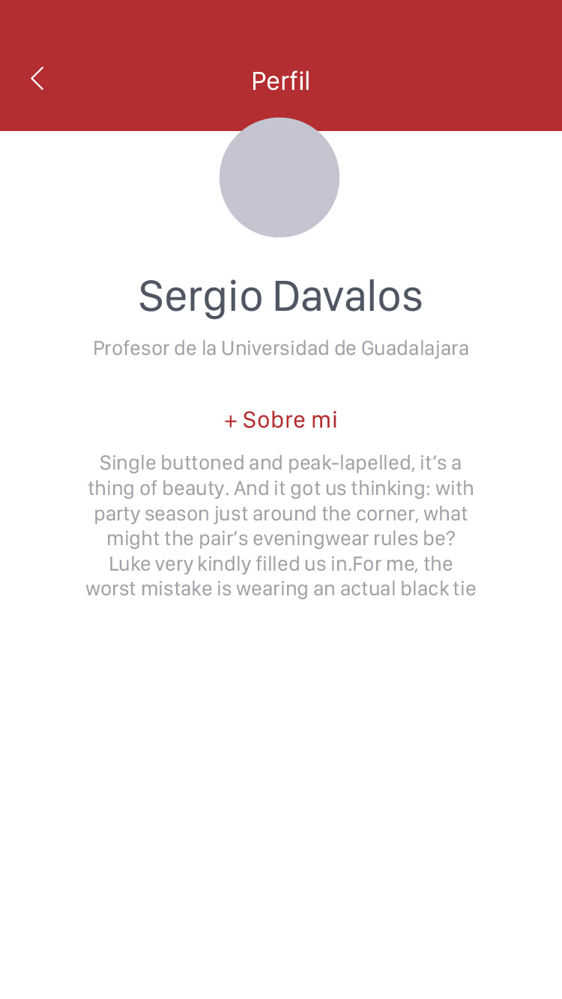 Perfil
Sergio Davalos
Profesor de la Universidad de Guadalajara
+ Sobre mi
Single buttoned and peak-lapelled, it’s a
thing of beauty. And it got us thinking: with
party season just around the corner, what
might the pair’s eveningwear rules be?
Luke very kindly filled us in.For me, the
worst mistake is wearing an actual black tie